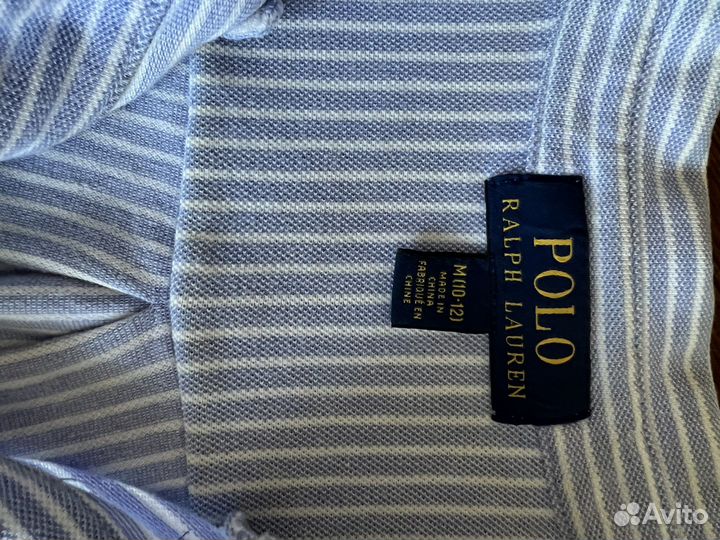 POLO
RALPH LAUREN
M (10-12)
MADE IN
CHINA
FABRIQUÉ EN
CHINE
Avito